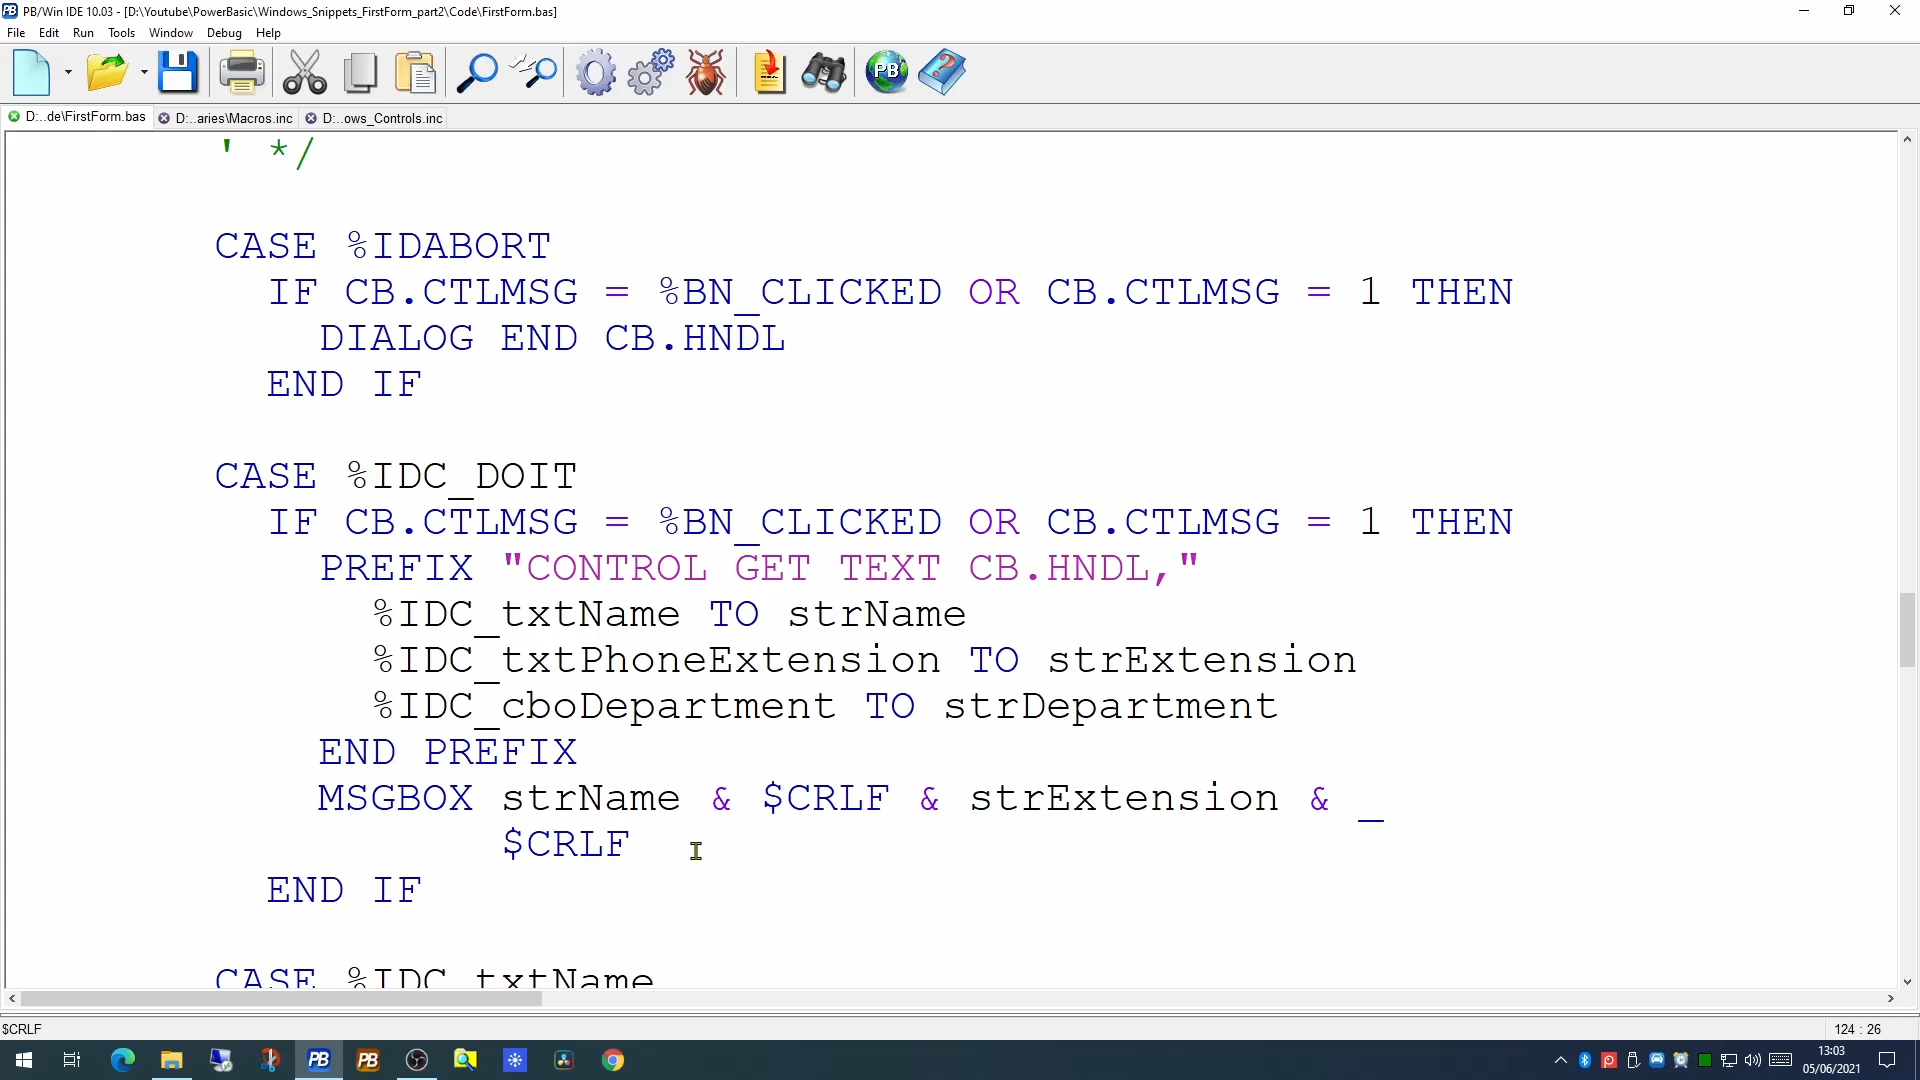 PB/Win IDE 10.03 - [D:\Youtube\PowerBasic\Windows_Snippets_FirstForm_part2\Code\FirstForm.bas]
File Edit Run Tools Window Debug Help
D:..de\FirstForm.bas D:..aries\Macros.inc D:..ows_Controls.inc
' */
CASE %IDABORT
IF CB.CTLMSG = %BN_CLICKED OR CB.CTLMSG = 1 THEN
DIALOG END CB.HNDL
END IF
CASE %IDC_DOIT
IF CB.CTLMSG = %BN_CLICKED OR CB.CTLMSG = 1 THEN
PREFIX "CONTROL GET TEXT CB.HNDL,"
%IDC_txtName TO strName
%IDC_txtPhoneExtension TO strExtension
%IDC_cboDepartment TO strDepartment
END PREFIX
MSGBOX strName & $CRLF & strExtension & _
$CRLF
END IF
CASE %IDC_txtName
$CRLF 124 : 26
13:03
05/06/2021